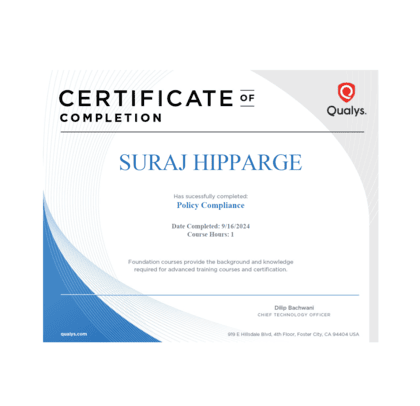 CERTIFICATE OF
COMPLETION
Qualys.
SURAJ HIPPARGE
Has sucessfully completed:
Policy Compliance
Date Completed: 9/16/2024
Course Hours: 1
Foundation courses provide the background and knowledge
required for advanced training courses and certification.
Dilip Bachwani
CHIEF TECHNOLOGY OFFICER
qualys.com
919 E Hillsdale Blvd, 4th Floor, Foster City, CA 94404 USA